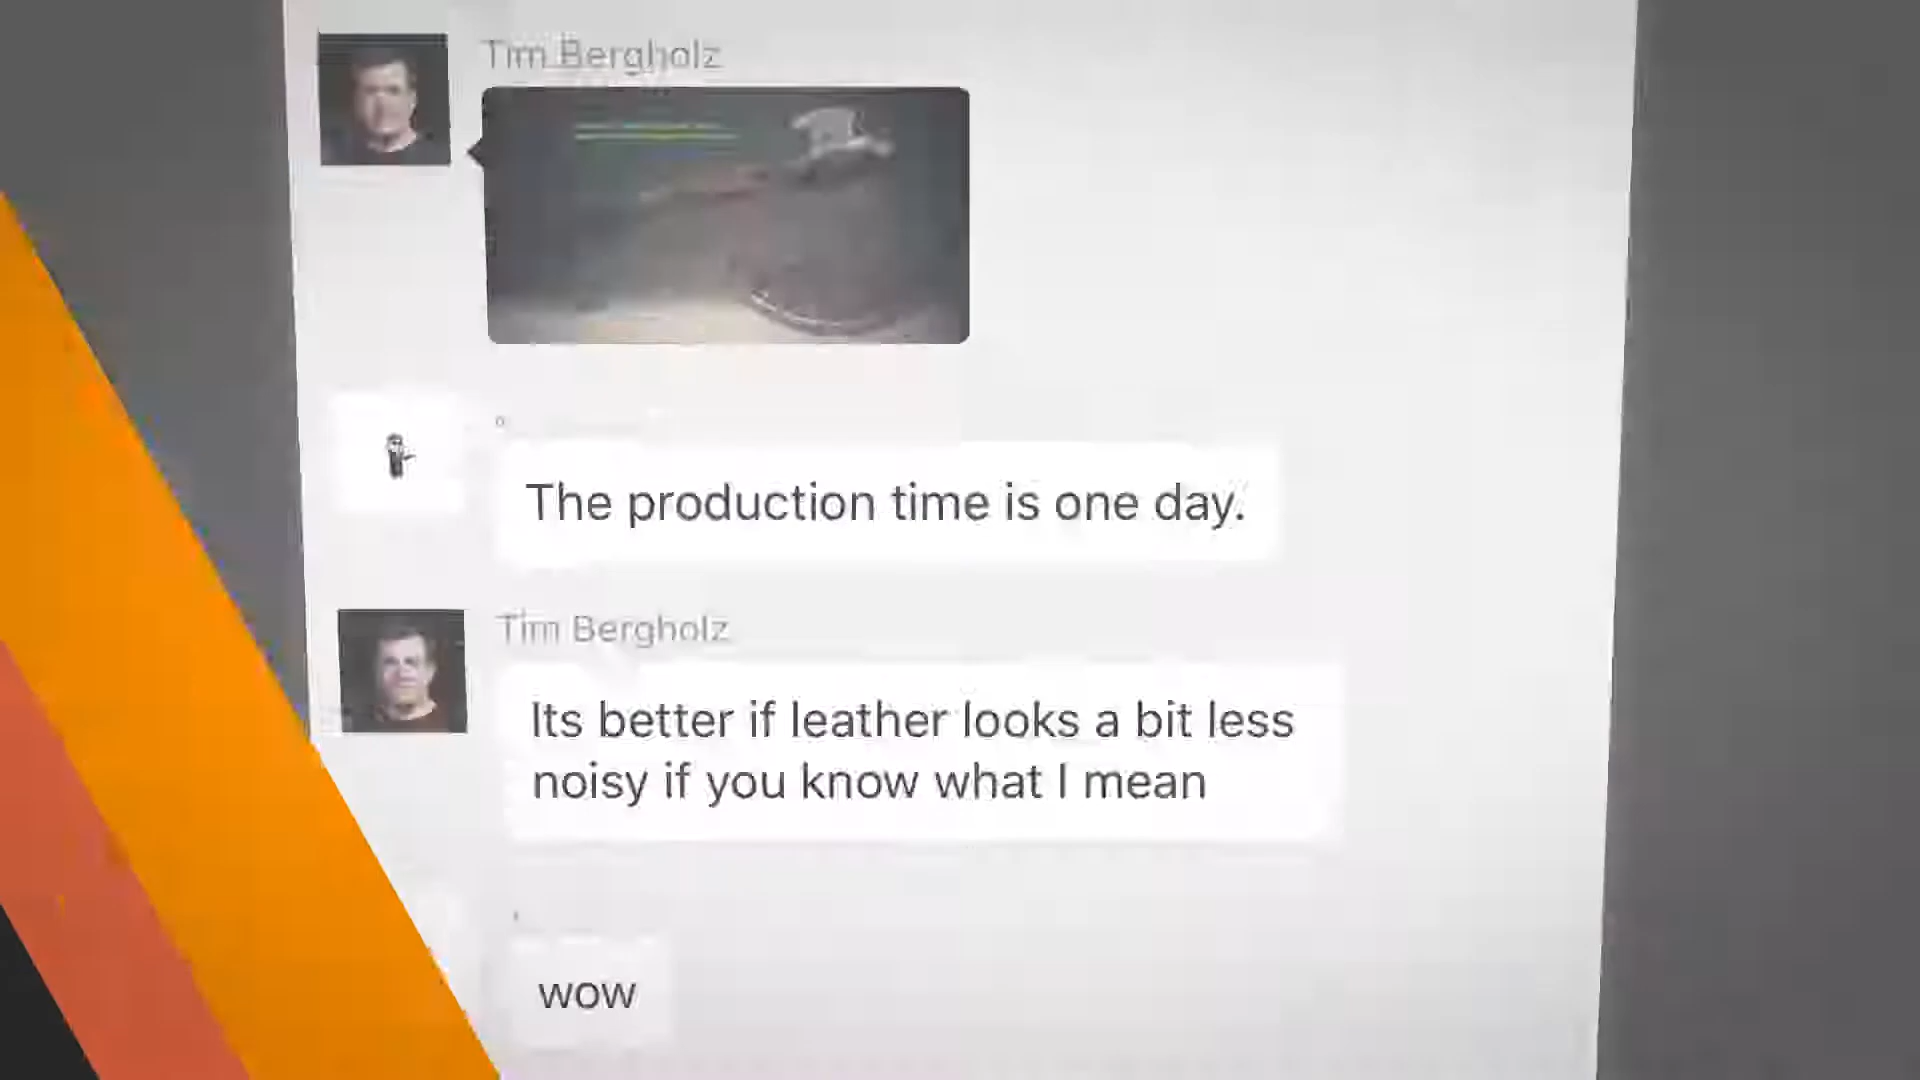 Tim Bergholz
The production time is one day.
Tim Bergholz
Its better if leather looks a bit less
noisy if you know what I mean
wow